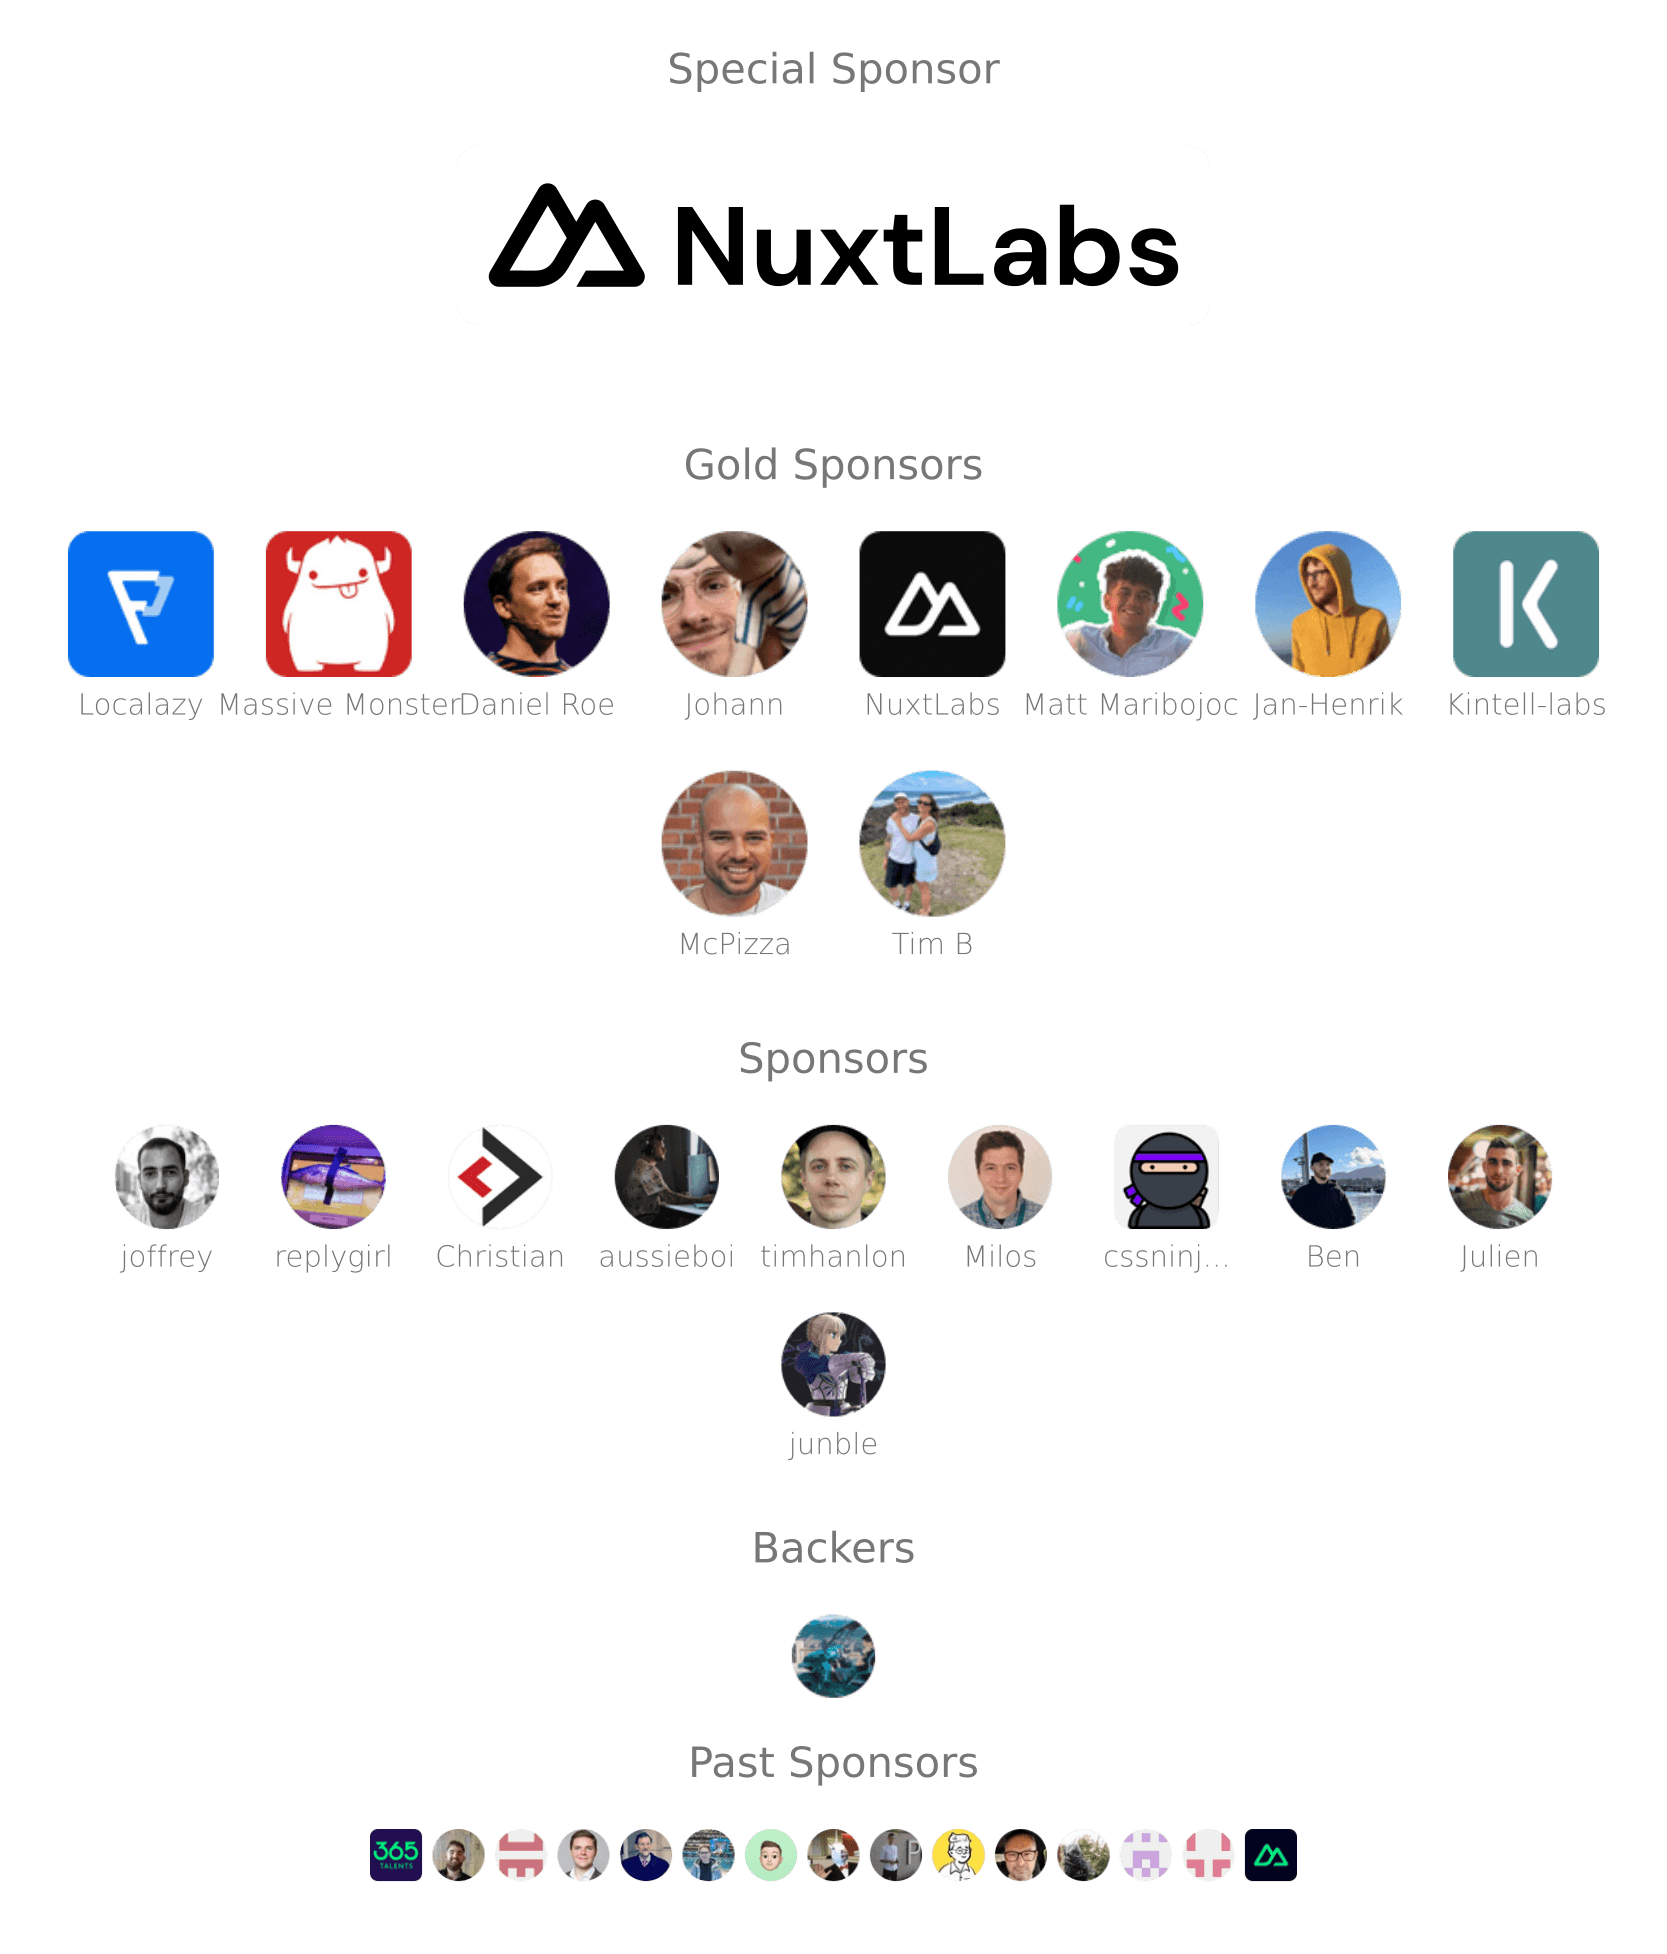 Special Sponsor
NuxtLabs
Gold Sponsors
Localazy Massive Monster Daniel Roe Johann NuxtLabs Matt Maribojoc Jan-Henrik Kintell-labs
McPizza Tim B
Sponsors
joffrey replygirl Christian aussieboi timhanlon Milos cssninj... Ben Julien
junble
Backers
Past Sponsors
365
TALENTS
P